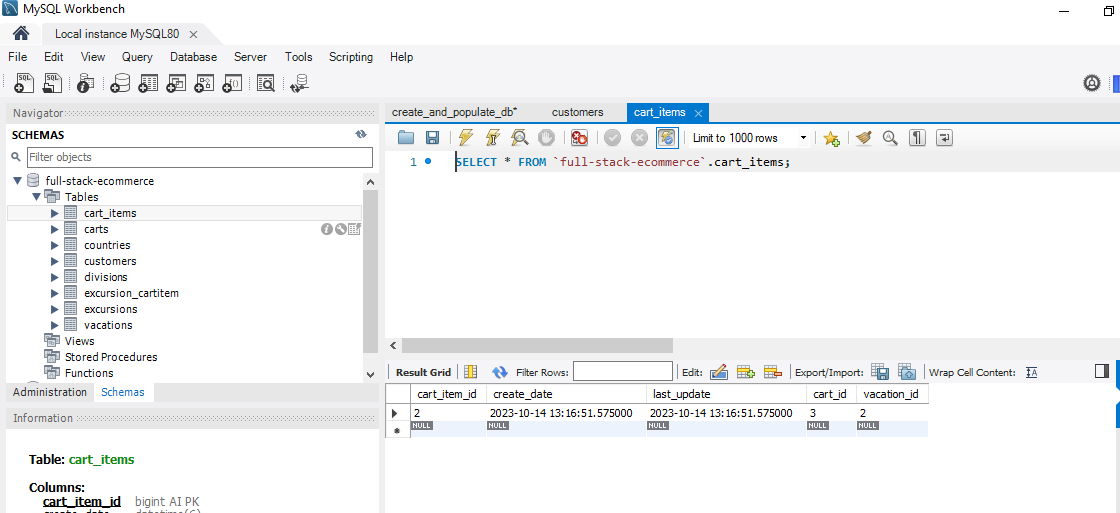 MySQL Workbench
Local instance MySQL80
File Edit View Query Database Server Tools Scripting Help
Navigator
SCHEMAS
Filter objects
full-stack-ecommerce
Tables
cart_items
carts
countries
customers
divisions
excursion_cartitem
excursions
vacations
Views
Stored Procedures
Functions
Administration Schemas
Information
Table: cart_items
Columns:
cart_item_id bigint AI PK
create_date datetime(6)
create_and_populate_db* customers cart_items
Limit to 1000 rows
1 SELECT * FROM `full-stack-ecommerce`.cart_items;
Result Grid Filter Rows: Edit: Export/Import: Wrap Cell Content:
cart_item_id create_date last_update cart_id vacation_id
2 2023-10-14 13:16:51.575000 2023-10-14 13:16:51.575000 3 2
NULL NULL NULL NULL NULL